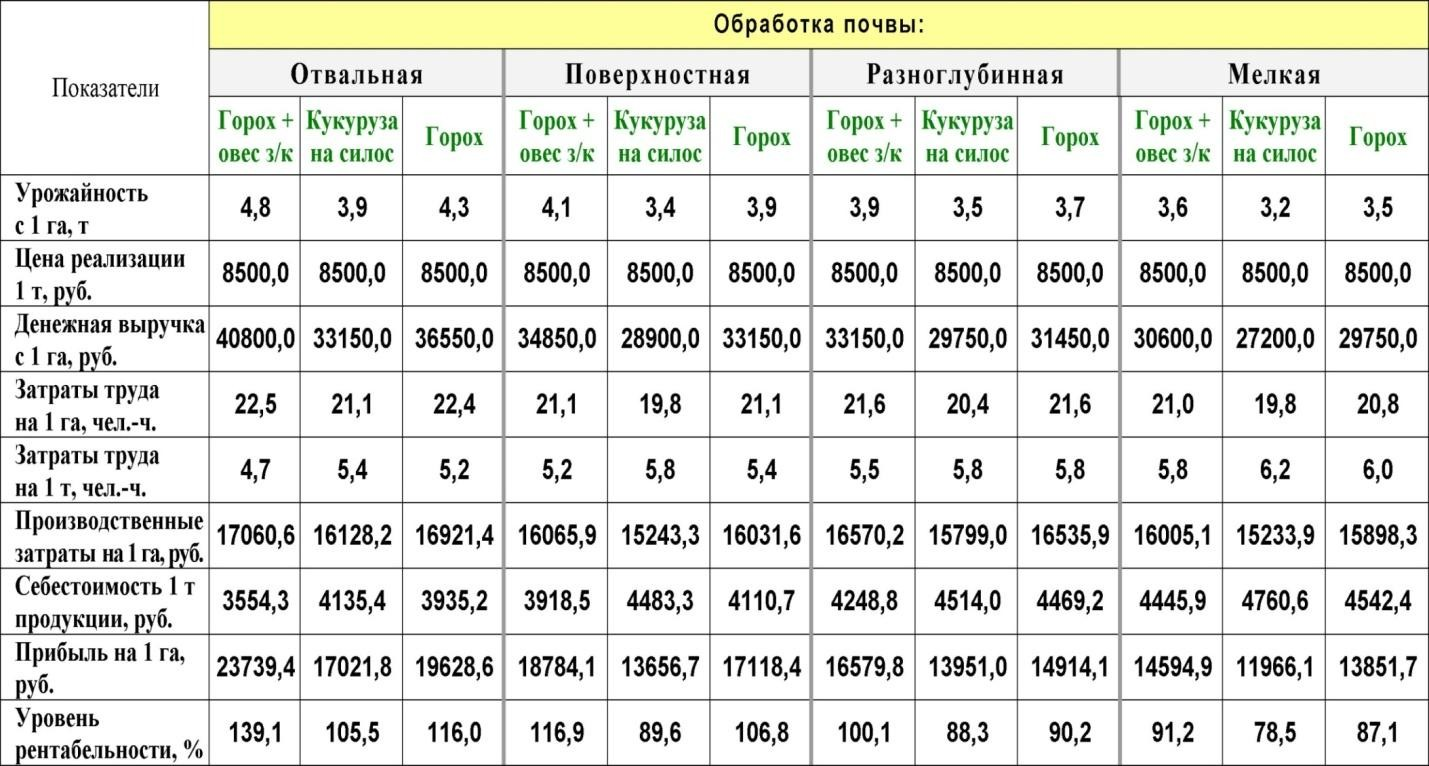 Обработка почвы:
Показатели
Отвальная Поверхностная Разноглубинная Мелкая
Горох + овес з/к Кукуруза на силос Горох Горох + овес з/к Кукуруза на силос Горох Горох + овес з/к Кукуруза на силос Горох Горох + овес з/к Кукуруза на силос Горох
Урожайность
с 1 га, т
4,8 3,9 4,3 4,1 3,4 3,9 3,9 3,5 3,7 3,6 3,2 3,5
Цена реализации
1 т, руб.
8500,0 8500,0 8500,0 8500,0 8500,0 8500,0 8500,0 8500,0 8500,0 8500,0 8500,0 8500,0
Денежная выручка
с 1 га, руб.
40800,0 33150,0 36550,0 34850,0 28900,0 33150,0 33150,0 29750,0 31450,0 30600,0 27200,0 29750,0
Затраты труда
на 1 га, чел.-ч.
22,5 21,1 22,4 21,1 19,8 21,1 21,6 20,4 21,6 21,0 19,8 20,8
Затраты труда
на 1 т, чел.-ч.
4,7 5,4 5,2 5,2 5,8 5,4 5,5 5,8 5,8 5,8 6,2 6,0
Производственные
затраты на 1 га, руб.
17060,6 16128,2 16921,4 16065,9 15243,3 16031,6 16570,2 15799,0 16535,9 16005,1 15233,9 15898,3
Себестоимость 1 т
продукции, руб.
3554,3 4135,4 3935,2 3918,5 4483,3 4110,7 4248,8 4514,0 4469,2 4445,9 4760,6 4542,4
Прибыль на 1 га,
руб.
23739,4 17021,8 19628,6 18784,1 13656,7 17118,4 16579,8 13951,0 14914,1 14594,9 11966,1 13851,7
Уровень
рентабельности, %
139,1 105,5 116,0 116,9 89,6 106,8 100,1 88,3 90,2 91,2 78,5 87,1